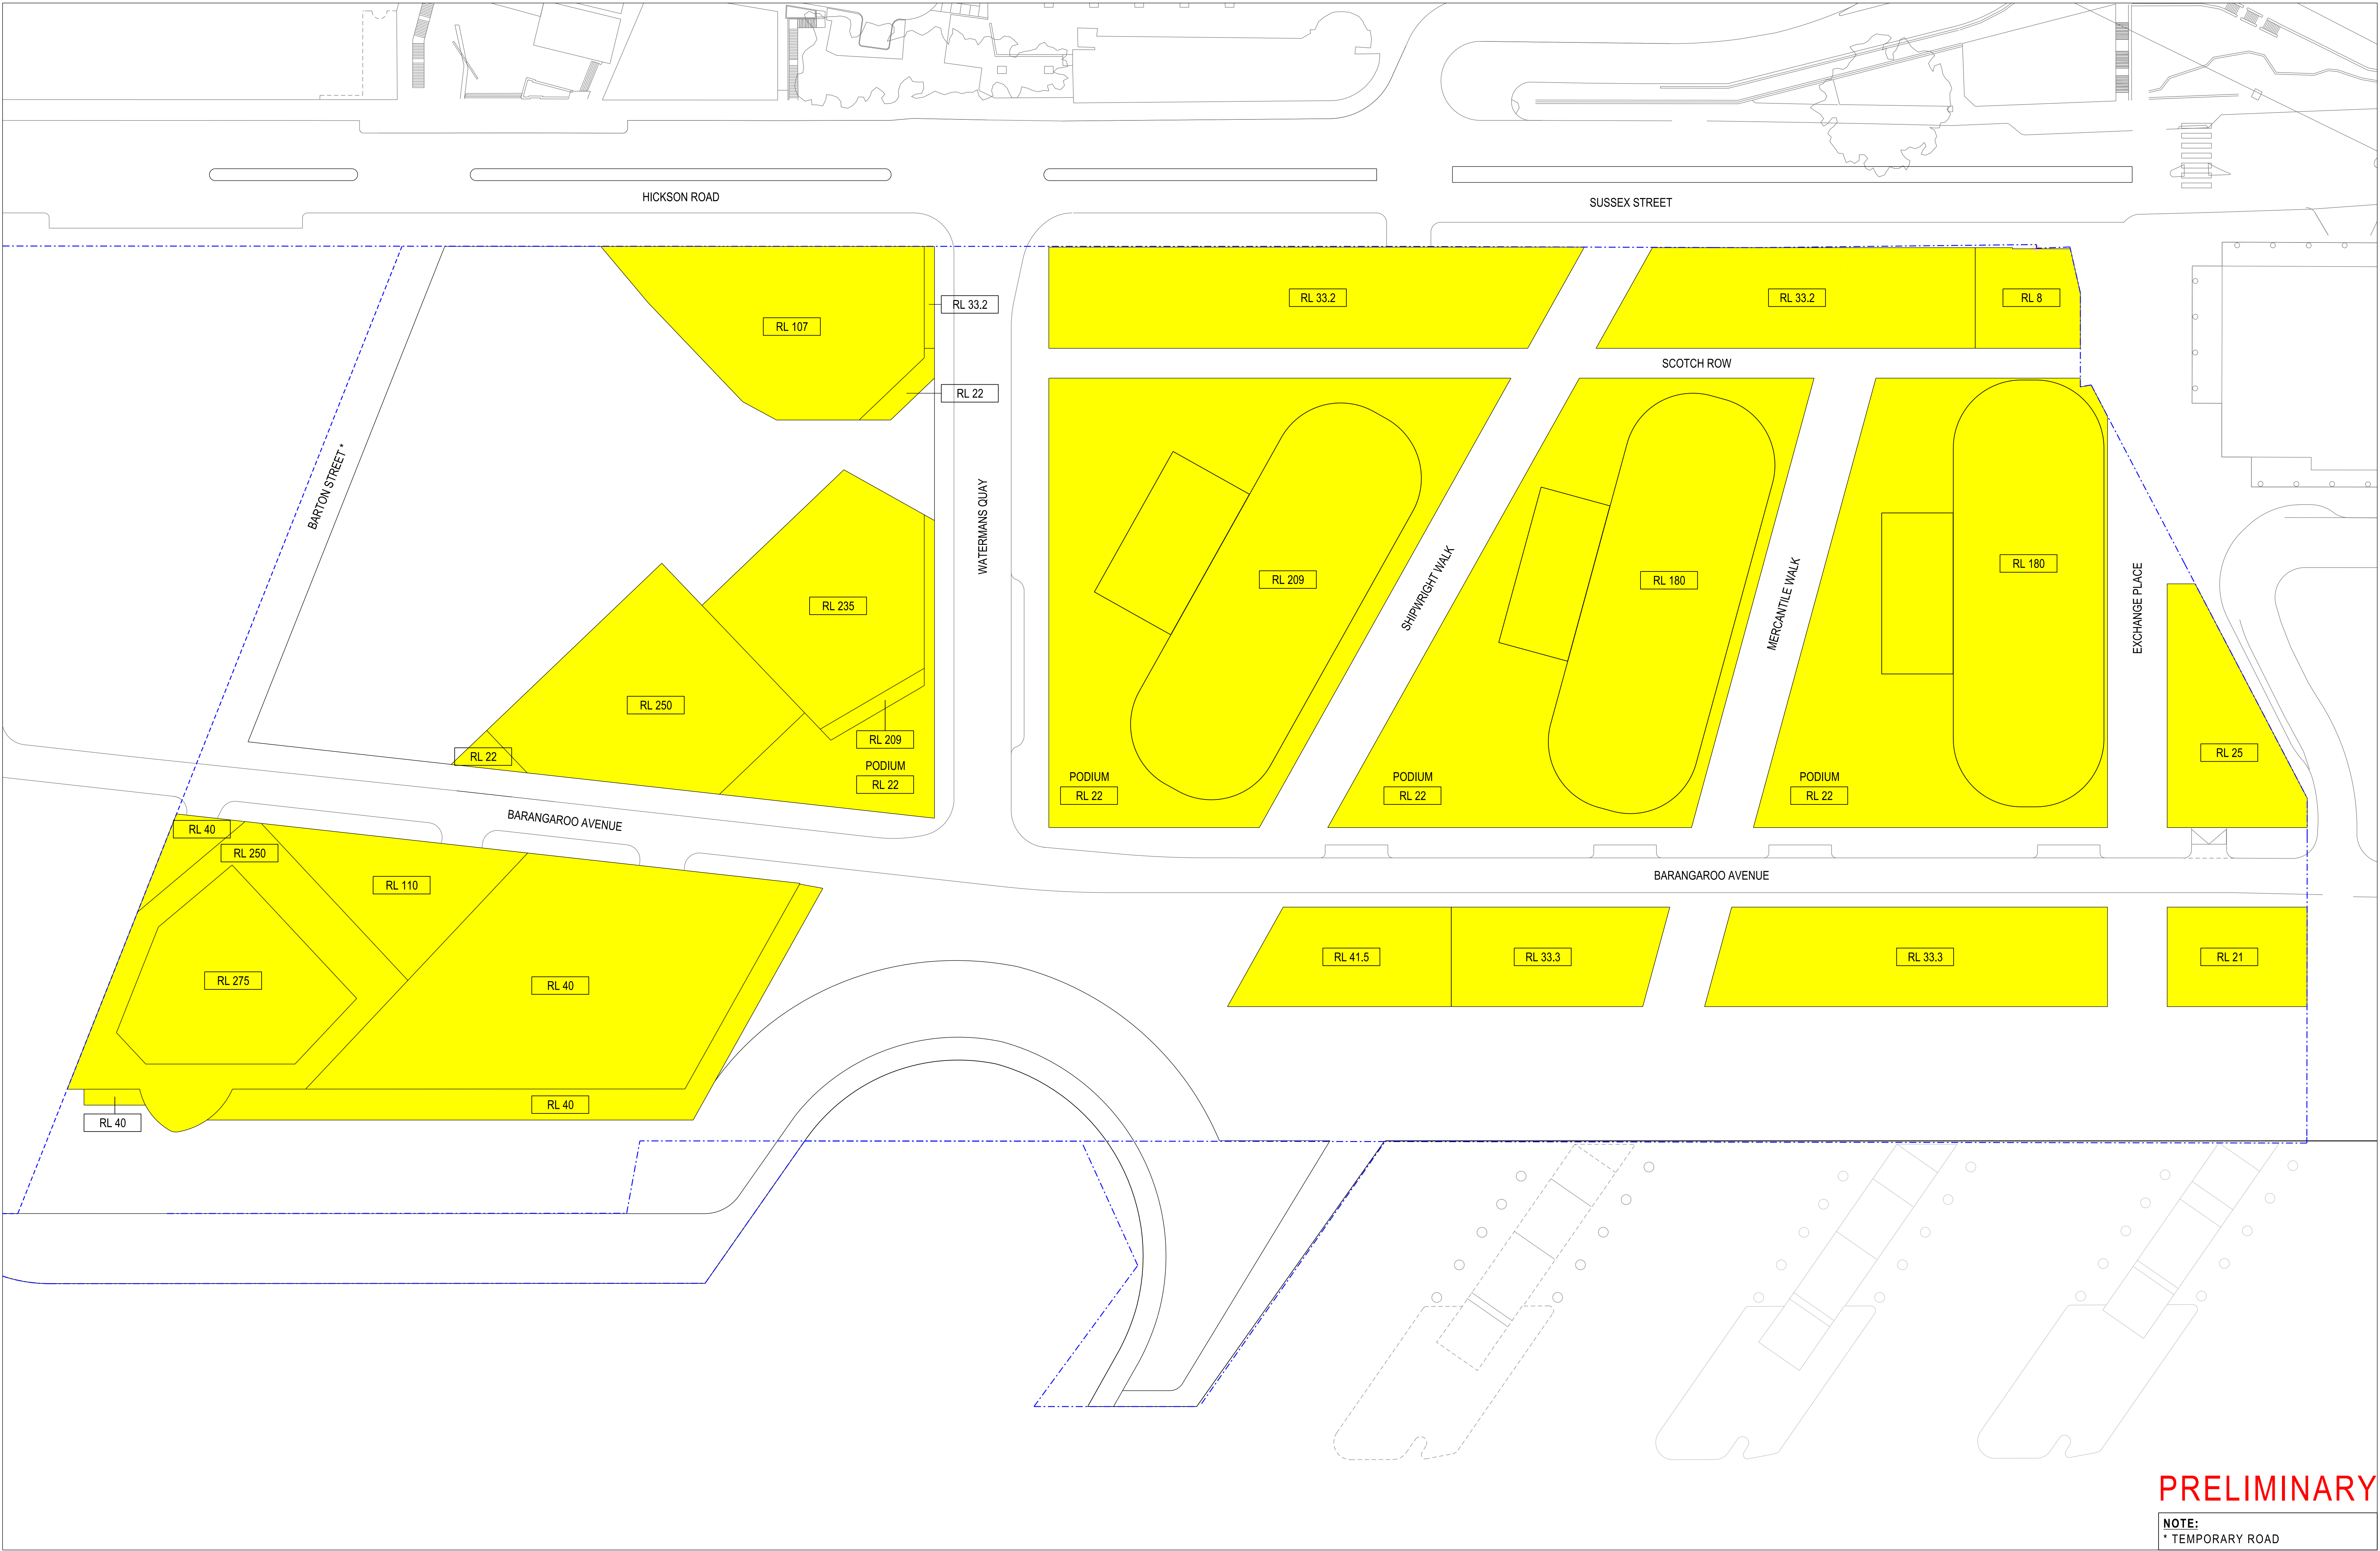 HICKSON ROAD
SUSSEX STREET
RL 33.2
RL 33.2
RL 33.2
RL 8
RL 107
SCOTCH ROW
RL 22
BARTON STREET *
WATERMANS QUAY
SHIPWRIGHT WALK
MERCANTILE WALK
EXCHANGE PLACE
RL 235
RL 209
RL 180
RL 180
RL 250
RL 209
RL 22
PODIUM
RL 22
PODIUM
RL 22
PODIUM
RL 22
PODIUM
RL 22
RL 25
BARANGAROO AVENUE
RL 40
RL 250
RL 110
BARANGAROO AVENUE
RL 275
RL 40
RL 41.5
RL 33.3
RL 33.3
RL 21
RL 40
RL 40
PRELIMINARY
NOTE:
* TEMPORARY ROAD